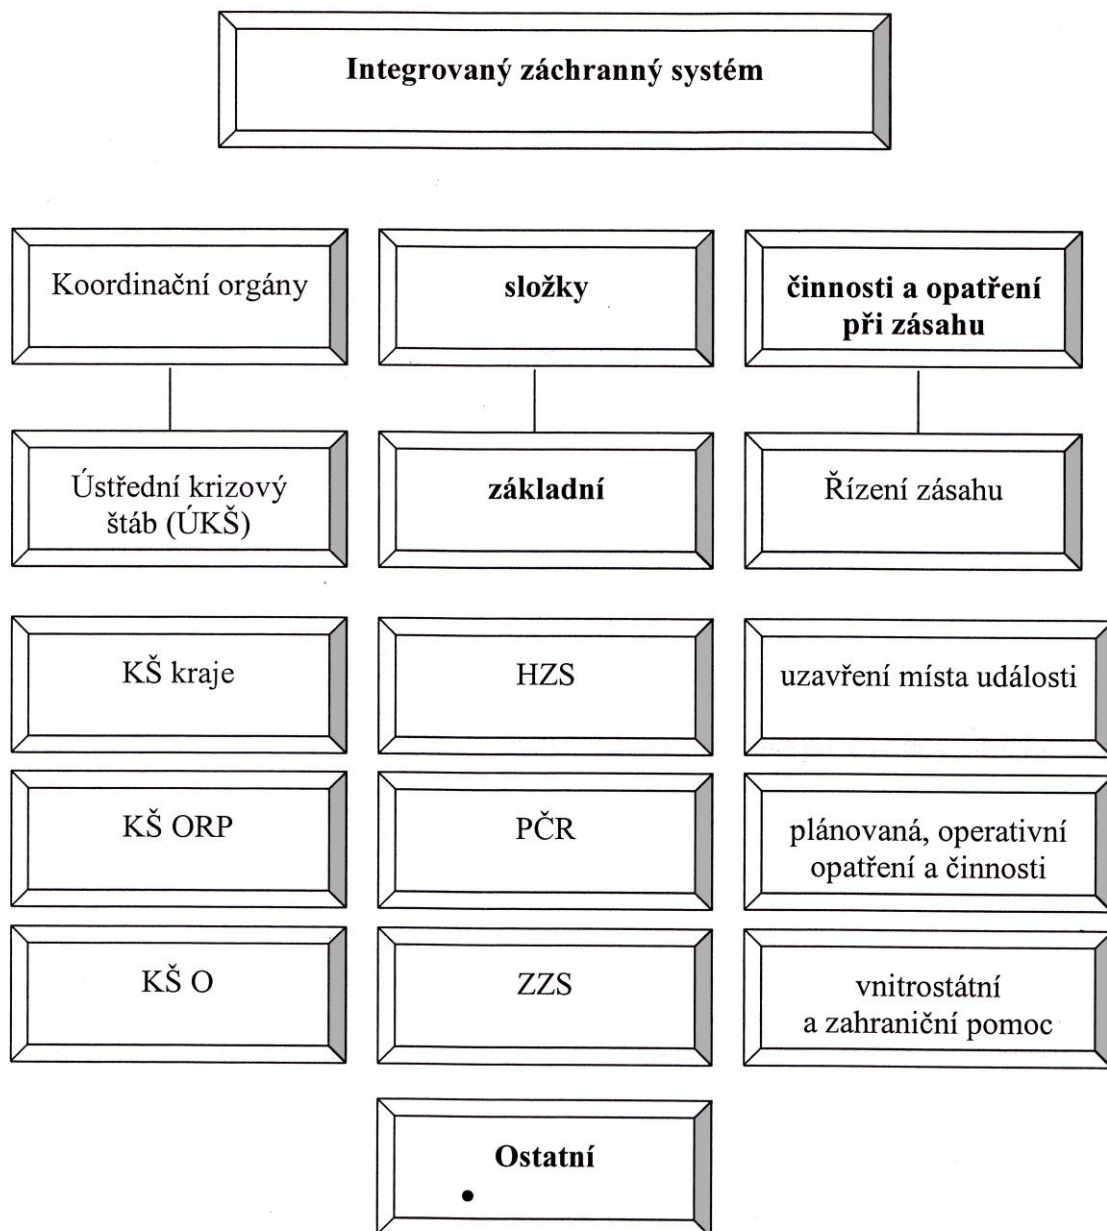 Integrovaný záchranný systém
Koordinační orgány
složky
činnosti a opatření
při zásahu
Ústřední krizový
štáb (ÚKŠ)
základní
Řízení zásahu
KŠ kraje
HZS
uzavření místa události
KŠ ORP
PČR
plánovaná, operativní
opatření a činnosti
KŠ O
ZZS
vnitrostátní
a zahraniční pomoc
Ostatní
•